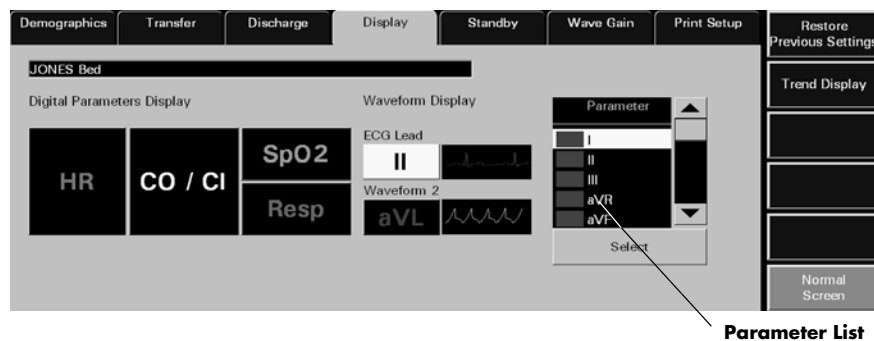 Demographics
Transfer
Discharge
Display
Standby
Wave Gain
Print Setup
Restore
Previous Settings
JONES Bed
Trend Display
Digital Parameters Display
Waveform Display
Parameter
ECG Lead
HR
CO / CI
SpO2
Resp
II
Waveform 2
aVL
I
II
III
aVR
aVF
Select
Normal
Screen
Parameter List